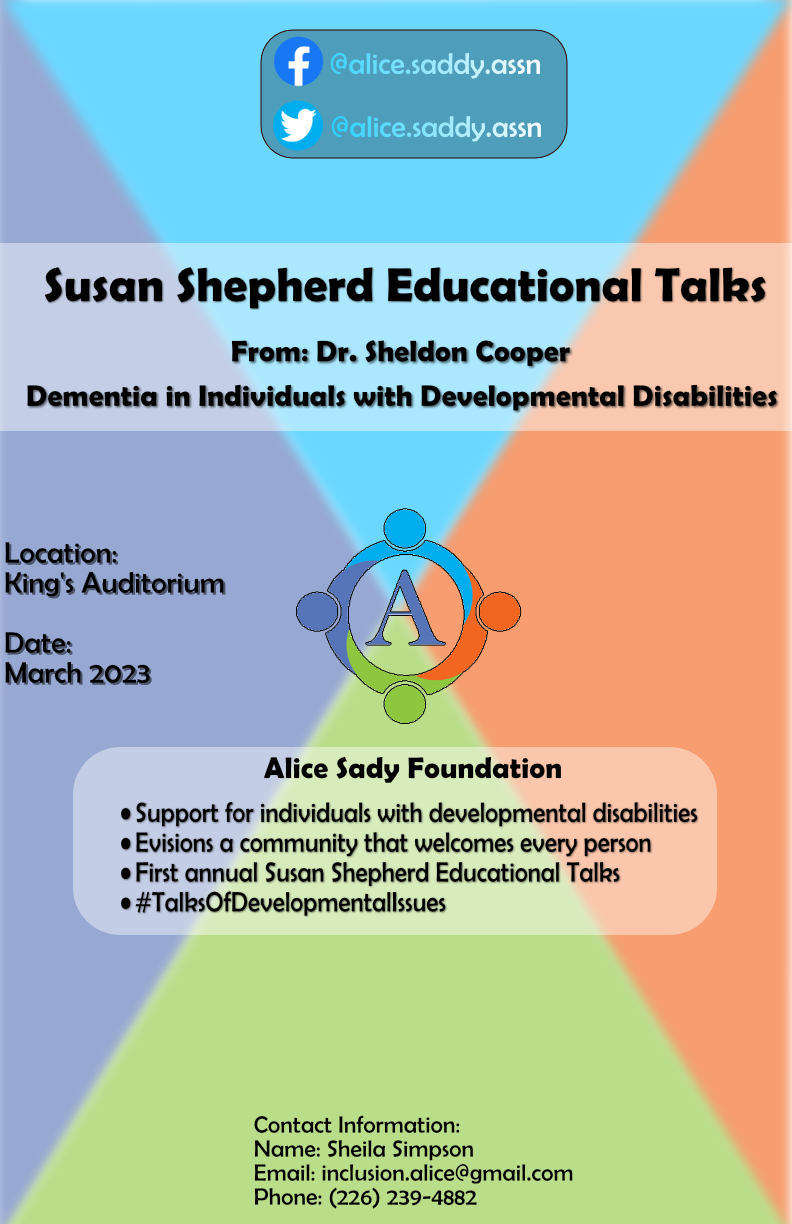 @alice.saddy.assn
@alice.saddy.assn
Susan Shepherd Educational Talks
From: Dr. Sheldon Cooper
Dementia in Individuals with Developmental Disabilities
Location:
King's Auditorium
Date:
March 2023
A
Alice Sady Foundation
•Support for individuals with developmental disabilities
•Evisions a community that welcomes every person
•First annual Susan Shepherd Educational Talks
•#TalksOfDevelopmentalIssues
Contact Information:
Name: Sheila Simpson
Email: inclusion.alice@gmail.com
Phone: (226) 239-4882